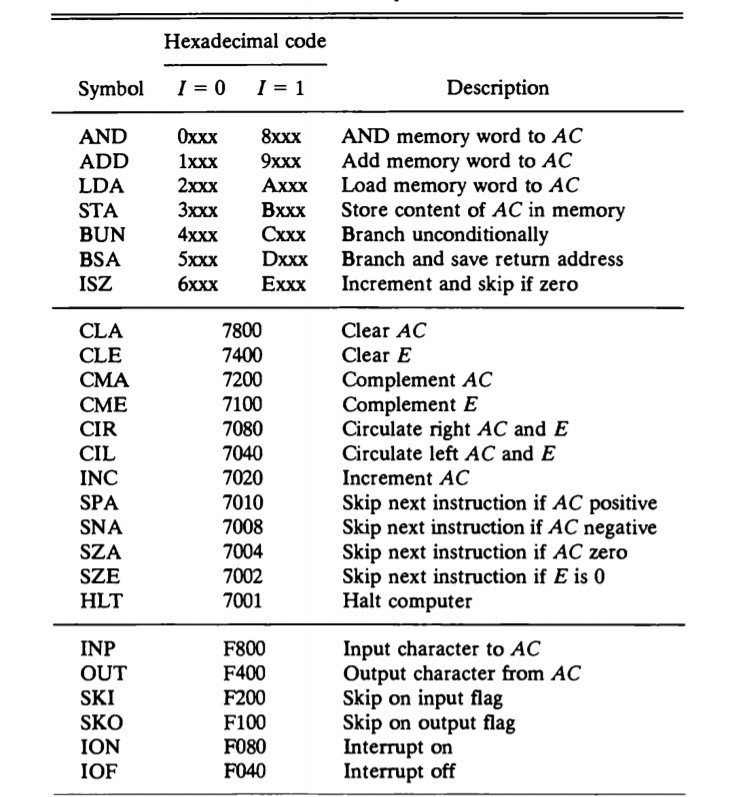 Hexadecimal code
Symbol I = 0 I = 1 Description
AND 0xxx 8xxx AND memory word to AC
ADD 1xxx 9xxx Add memory word to AC
LDA 2xxx Axxx Load memory word to AC
STA 3xxx Bxxx Store content of AC in memory
BUN 4xxx Cxxx Branch unconditionally
BSA 5xxx Dxxx Branch and save return address
ISZ 6xxx Exxx Increment and skip if zero
CLA 7800 Clear AC
CLE 7400 Clear E
CMA 7200 Complement AC
CME 7100 Complement E
CIR 7080 Circulate right AC and E
CIL 7040 Circulate left AC and E
INC 7020 Increment AC
SPA 7010 Skip next instruction if AC positive
SNA 7008 Skip next instruction if AC negative
SZA 7004 Skip next instruction if AC zero
SZE 7002 Skip next instruction if E is 0
HLT 7001 Halt computer
INP F800 Input character to AC
OUT F400 Output character from AC
SKI F200 Skip on input flag
SKO F100 Skip on output flag
ION F080 Interrupt on
IOF F040 Interrupt off